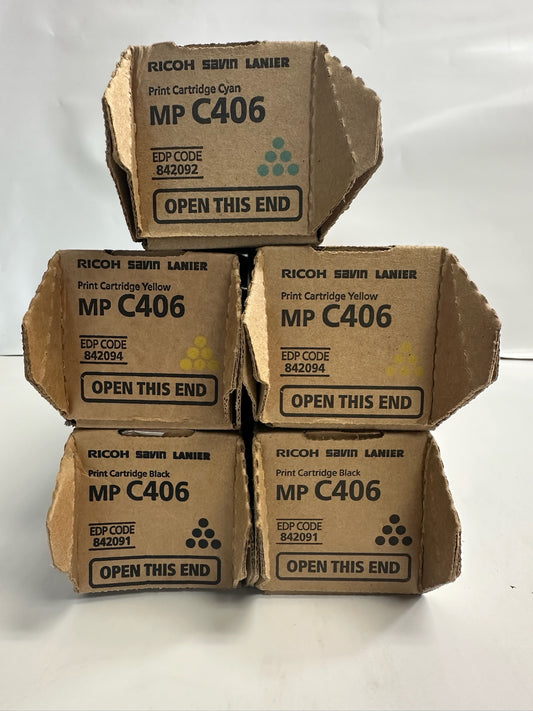 RICOH savin LANIER
Print Cartridge Cyan
MP C406
EDP CODE
842092
OPEN THIS END
RICOH savin LANIER
Print Cartridge Yellow
MP C406
EDP CODE
842094
OPEN THIS END
RICOH savin LANIER
Print Cartridge Yellow
MP C406
EDP CODE
842094
OPEN THIS END
RICOH savin LANIER
Print Cartridge Black
MP C406
EDP CODE
842091
OPEN THIS END
RICOH savin LANIER
Print Cartridge Black
MP C406
EDP CODE
842091
OPEN THIS END